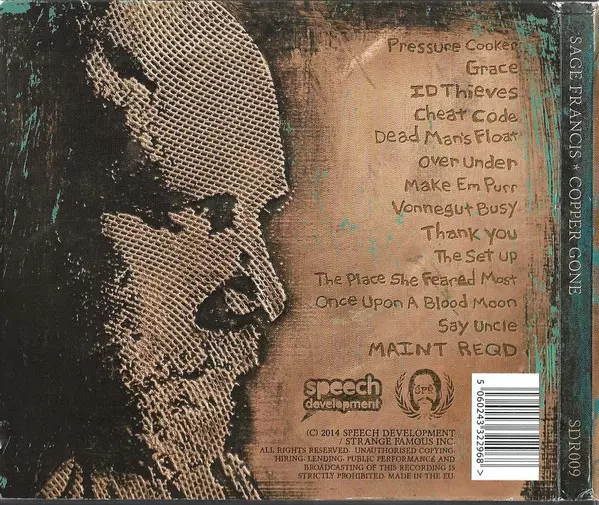 Pressure Cooker
Grace
ID Thieves
Cheat Code
Dead Man's Float
Over Under
Make Em Purr
Vonnegut Busy
Thank you
The Set up
The Place She Feared Most
Once Upon A Blood Moon
Say Uncle
MAINT REQD
speech
development
(C) 2014 SPEECH DEVELOPMENT
/ STRANGE FAMOUS INC.
ALL RIGHTS RESERVED. UNAUTHORISED COPYING.
HIRING. LENDING. PUBLIC PERFORMANCE AND
BROADCASTING OF THIS RECORDING IS
STRICTLY PROHIBITED. MADE IN THE EU
5 060243 322968 >
SAGE FRANCIS * COPPER GONE
SDR009